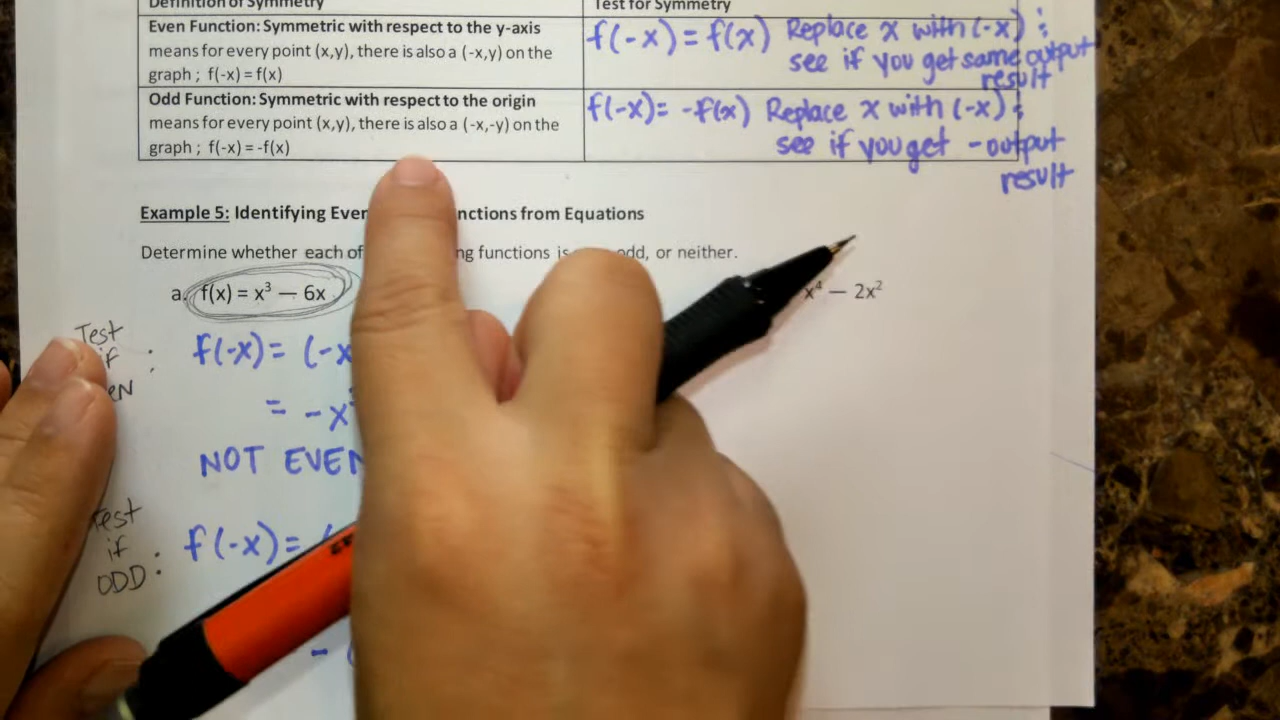 Definition of Symmetry
Test for Symmetry
Even Function: Symmetric with respect to the y-axis
means for every point (x,y), there is also a (-x,y) on the
graph ; f(-x) = f(x)
f(-x) = f(x) Replace x with (-x) ;
see if you get same output
result
Odd Function: Symmetric with respect to the origin
means for every point (x,y), there is also a (-x,-y) on the
graph ; f(-x) = -f(x)
f(-x) = -f(x) Replace x with (-x) ;
see if you get -output
result
Example 5: Identifying Even nctions from Equations
Determine whether each of ng functions is odd, or neither.
a. f(x) = x³ — 6x
x⁴ — 2x²
Test
if :
EN
f(-x) = (-x
= -x
NOT EVEN
Test
if
ODD :
f(-x) =